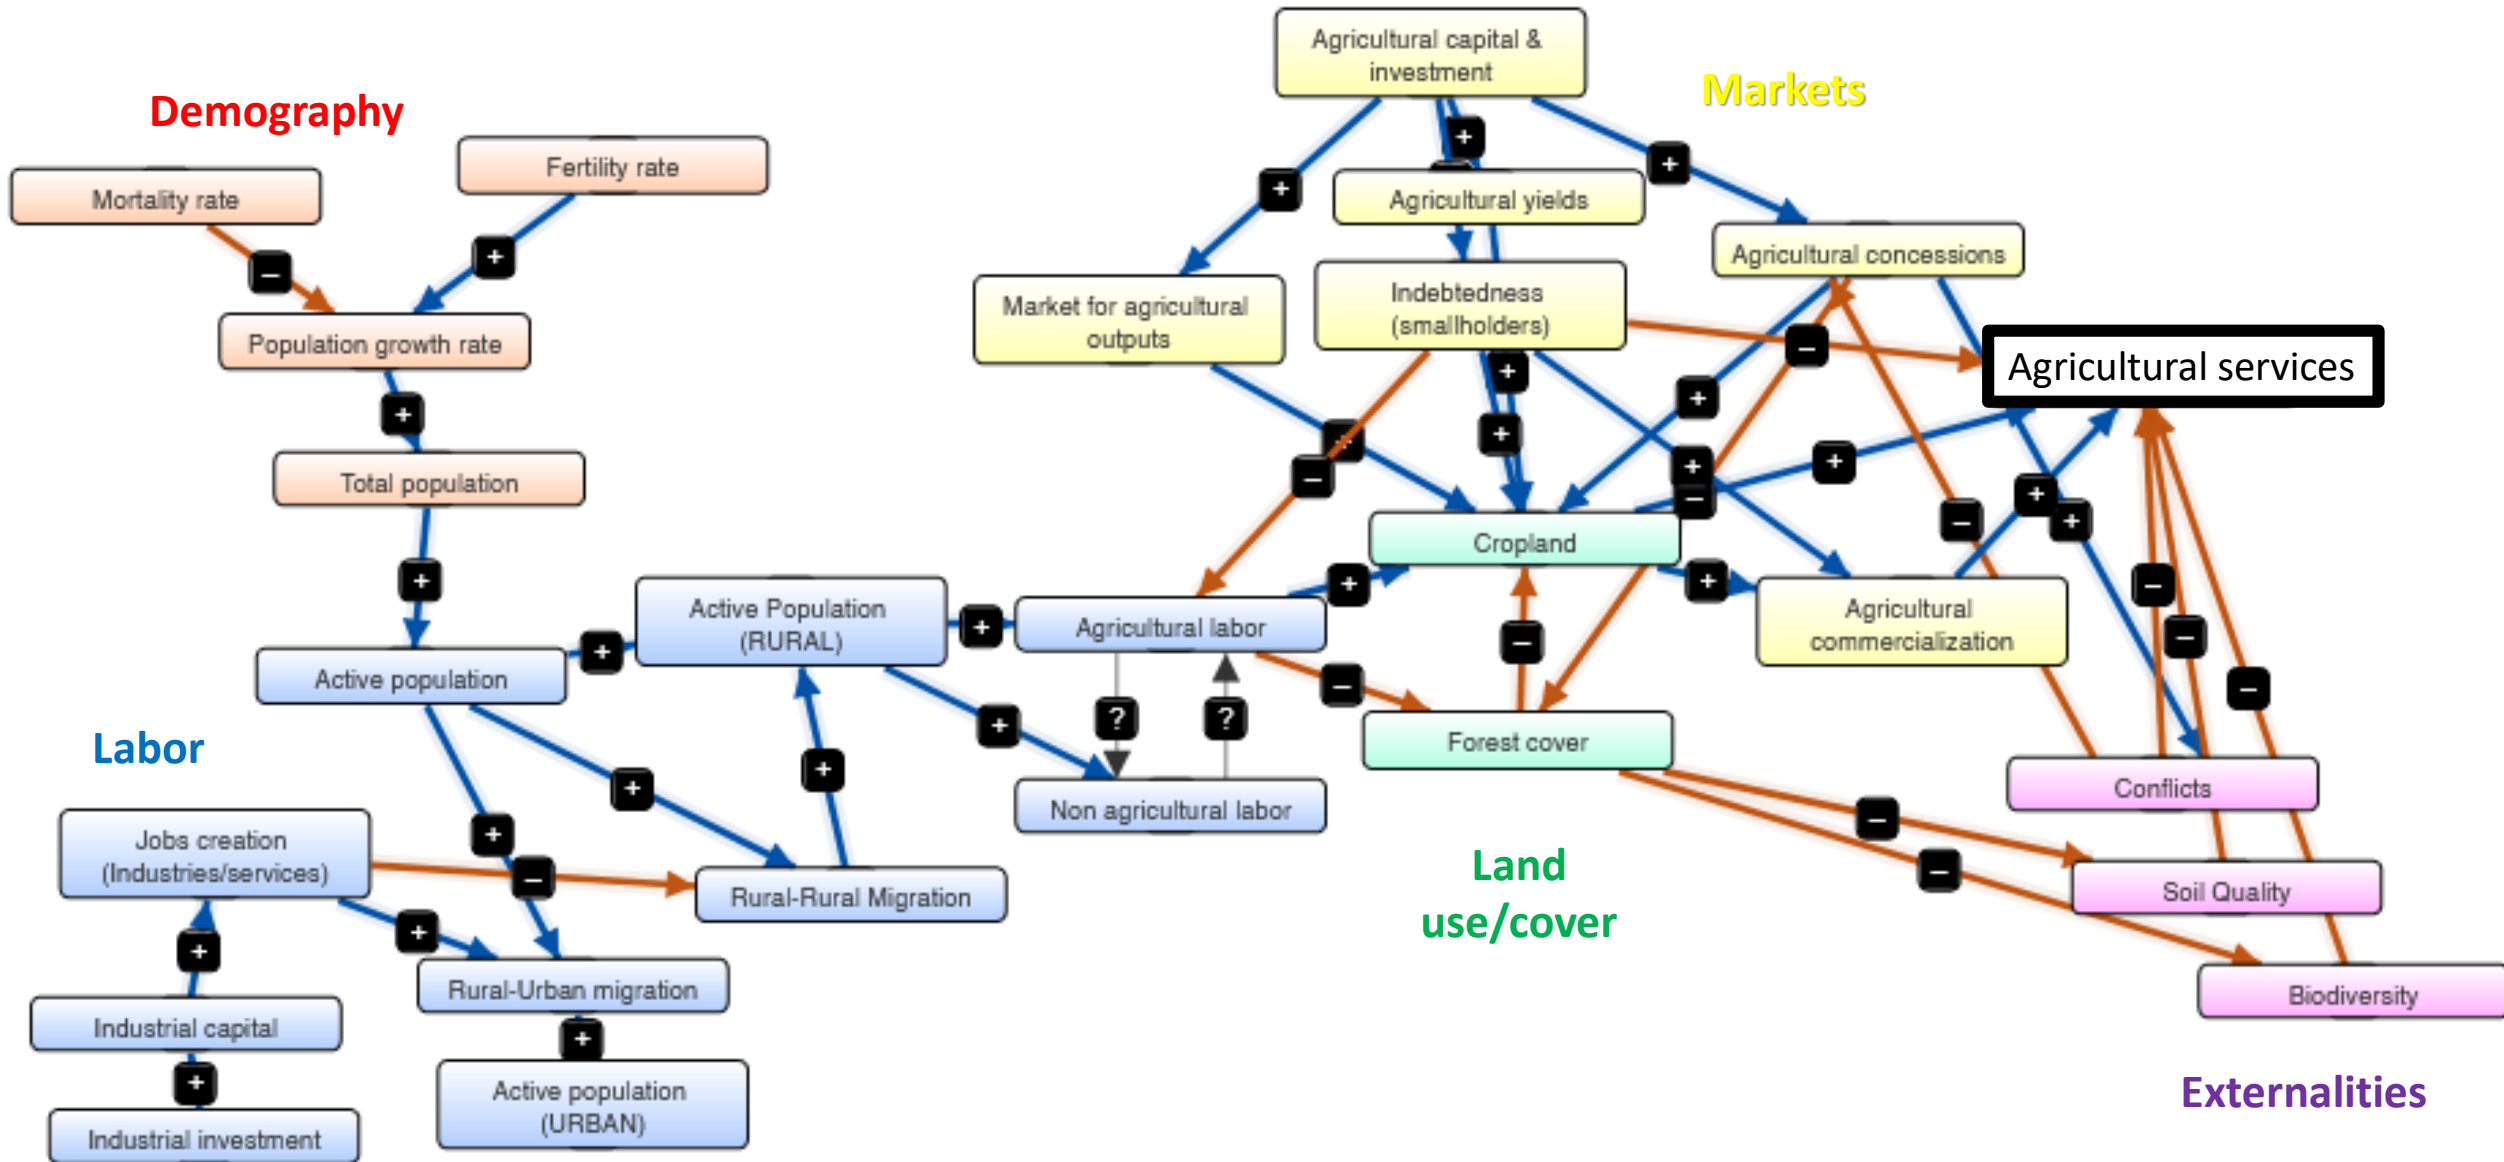 Agricultural capital &
investment
Markets
Demography
Fertility rate
Mortality rate
Agricultural yields
Agricultural concessions
Market for agricultural
outputs
Indebtedness
(smallholders)
Population growth rate
Agricultural services
Total population
Cropland
Active Population
(RURAL)
Agricultural labor
Agricultural
commercialization
Active population
Labor
Forest cover
Conflicts
Non agricultural labor
Jobs creation
(Industries/services)
Rural-Rural Migration
Land
use/cover
Soil Quality
Rural-Urban migration
Biodiversity
Industrial capital
Active population
(URBAN)
Externalities
Industrial investment
+
+
+
–
+
–
+
+
+
+
+
–
+
+
–
+
+
–
+
–
+
+
+
+
+
+
–
–
–
–
–
?
?
+
+
+
+
–
–
+
–
+
+
+
+